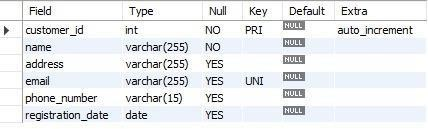 Field Type Null Key Default Extra
customer_id int NO PRI NULL auto_increment
name varchar(255) NO NULL
address varchar(255) YES NULL
email varchar(255) YES UNI NULL
phone_number varchar(15) YES NULL
registration_date date YES NULL